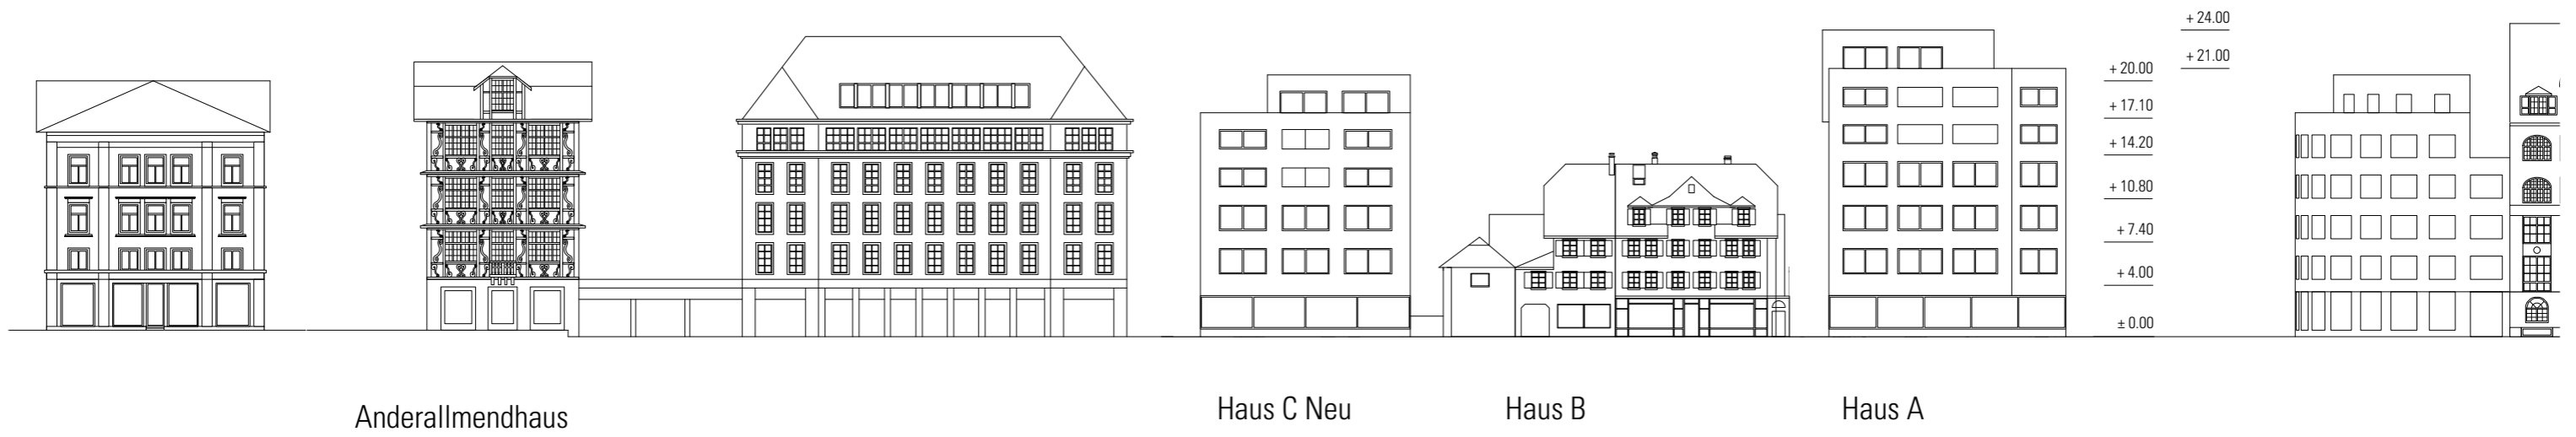 + 24.00
+ 21.00
+ 20.00
+ 17.10
+ 14.20
+ 10.80
+ 7.40
+ 4.00
± 0.00
Anderallmendhaus
Haus C Neu
Haus B
Haus A